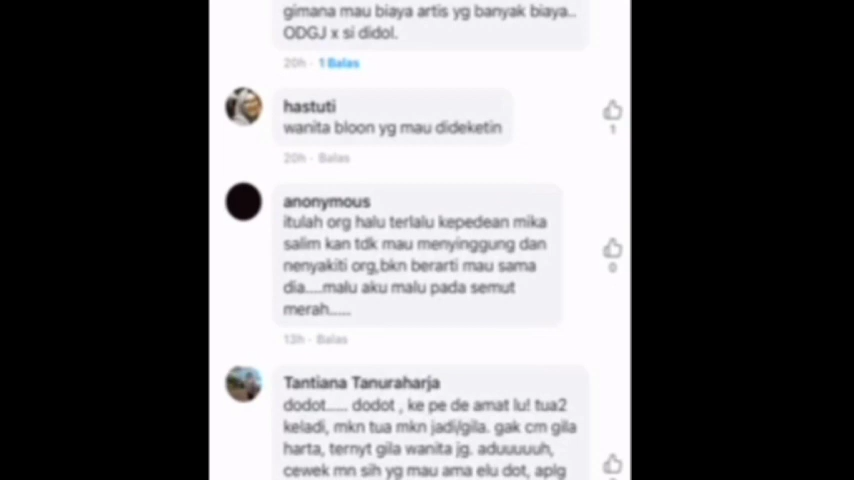 gimana mau biaya artis yg banyak biaya..
ODGJ x si didol.
20h · 1 Balas
hastuti
wanita bloon yg mau dideketin
1
20h · Balas
anonymous
itulah org halu terlalu kepedean mika
salim kan tdk mau menyinggung dan
nenyakiti org,bkn berarti mau sama
dia....malu aku malu pada semut
merah.....
0
13h · Balas
Tantiana Tanuraharja
dodot..... dodot , ke pe de amat lu! tua2
keladi, mkn tua mkn jadi/gila. gak cm gila
harta, ternyt gila wanita jg. aduuuuuh,
cewek mn sih yg mau ama elu dot, aplg